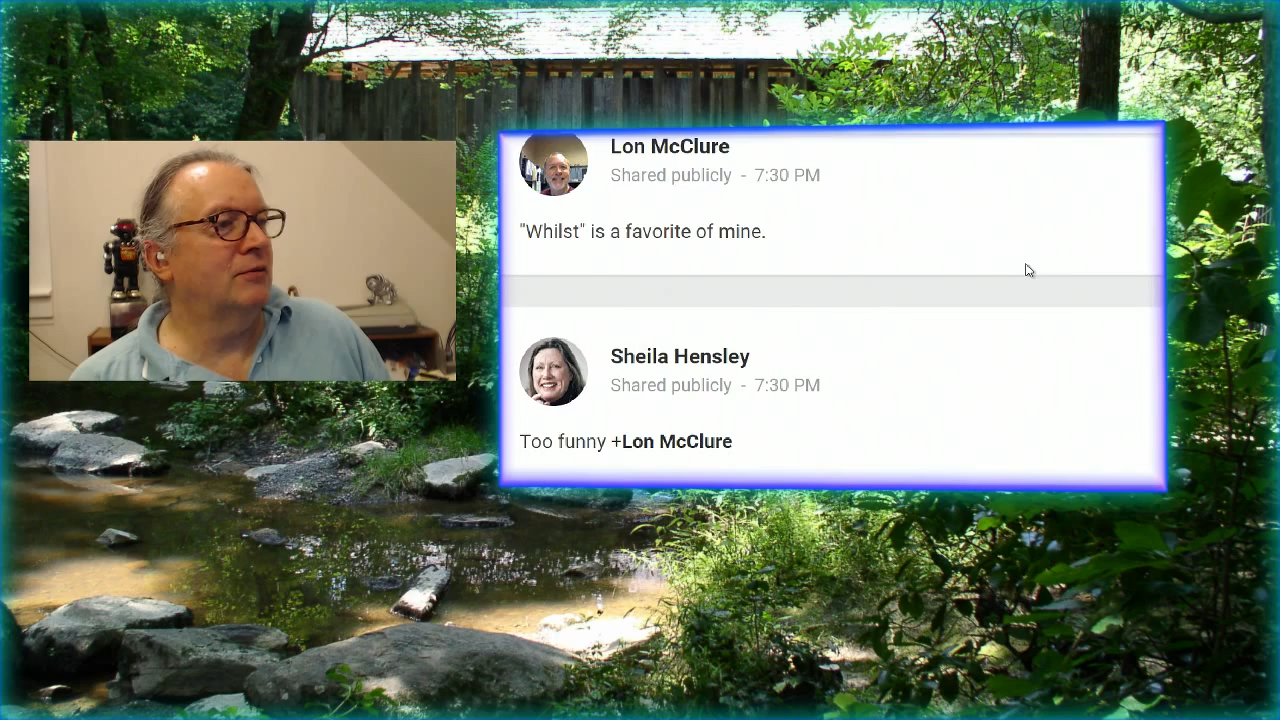 Lon McClure
Shared publicly - 7:30 PM
"Whilst" is a favorite of mine.
Sheila Hensley
Shared publicly - 7:30 PM
Too funny +Lon McClure